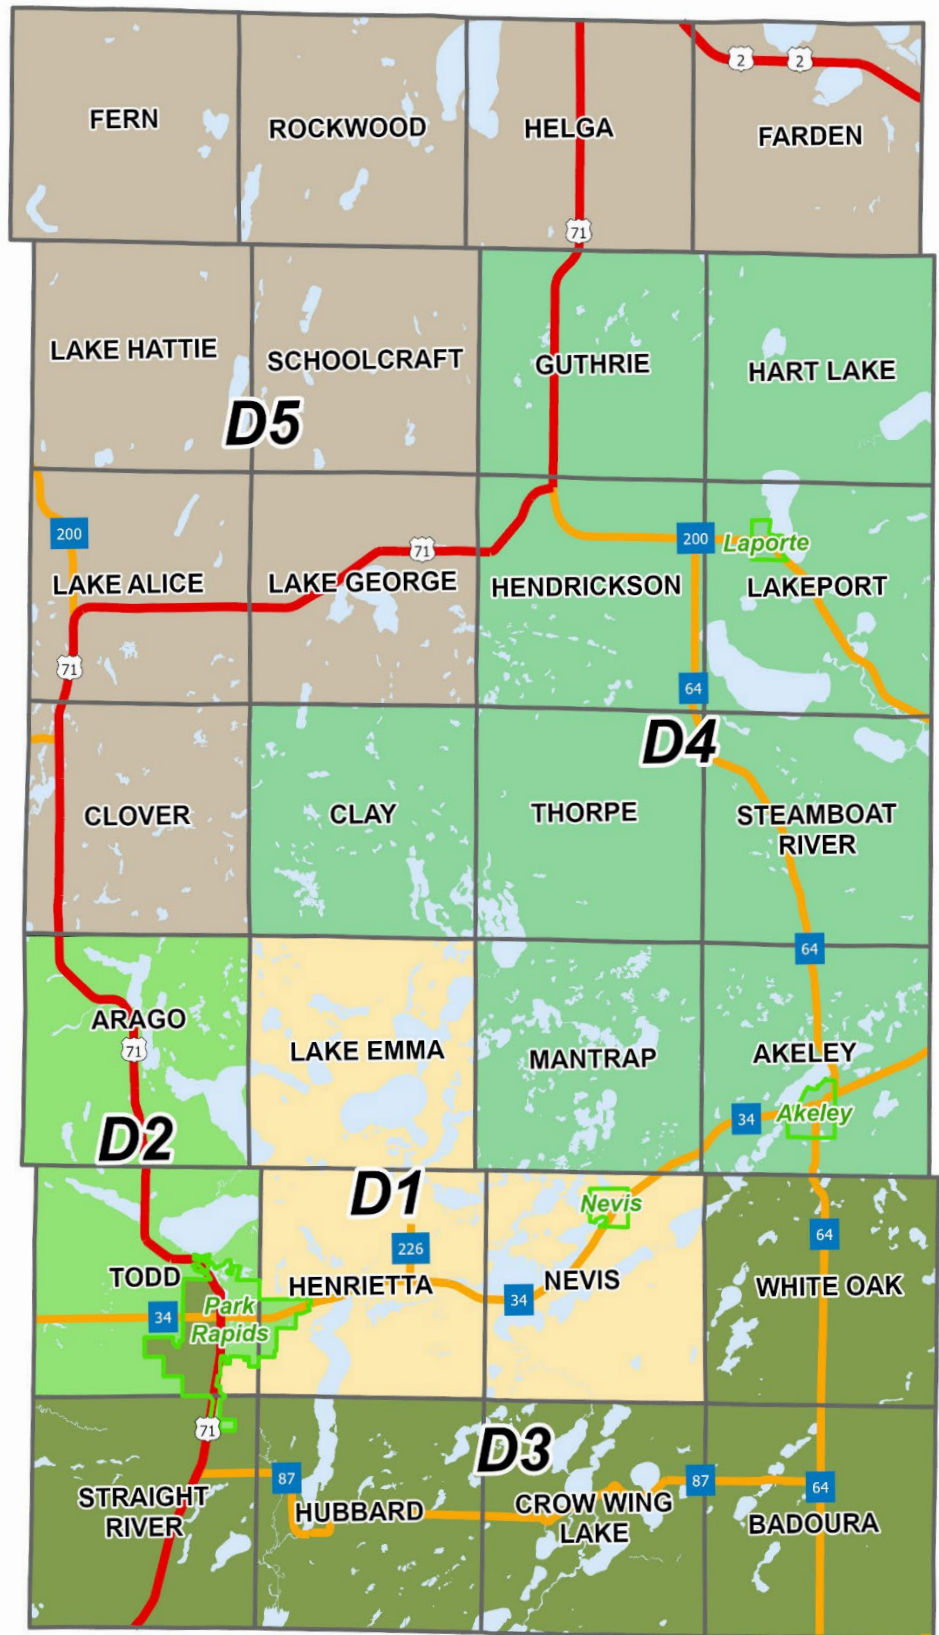 FERN
ROCKWOOD
HELGA
FARDEN
2
2
71
LAKE HATTIE
SCHOOLCRAFT
GUTHRIE
HART LAKE
D5
200
71
200
Laporte
LAKE ALICE
LAKE GEORGE
HENDRICKSON
LAKEPORT
71
64
D4
CLOVER
CLAY
THORPE
STEAMBOAT
RIVER
64
ARAGO
71
LAKE EMMA
MANTRAP
AKELEY
34
Akeley
D2
D1
Nevis
226
64
TODD
HENRIETTA
NEVIS
WHITE OAK
34
Park
Rapids
34
71
D3
87
87
64
STRAIGHT
RIVER
HUBBARD
CROW WING
LAKE
BADOURA